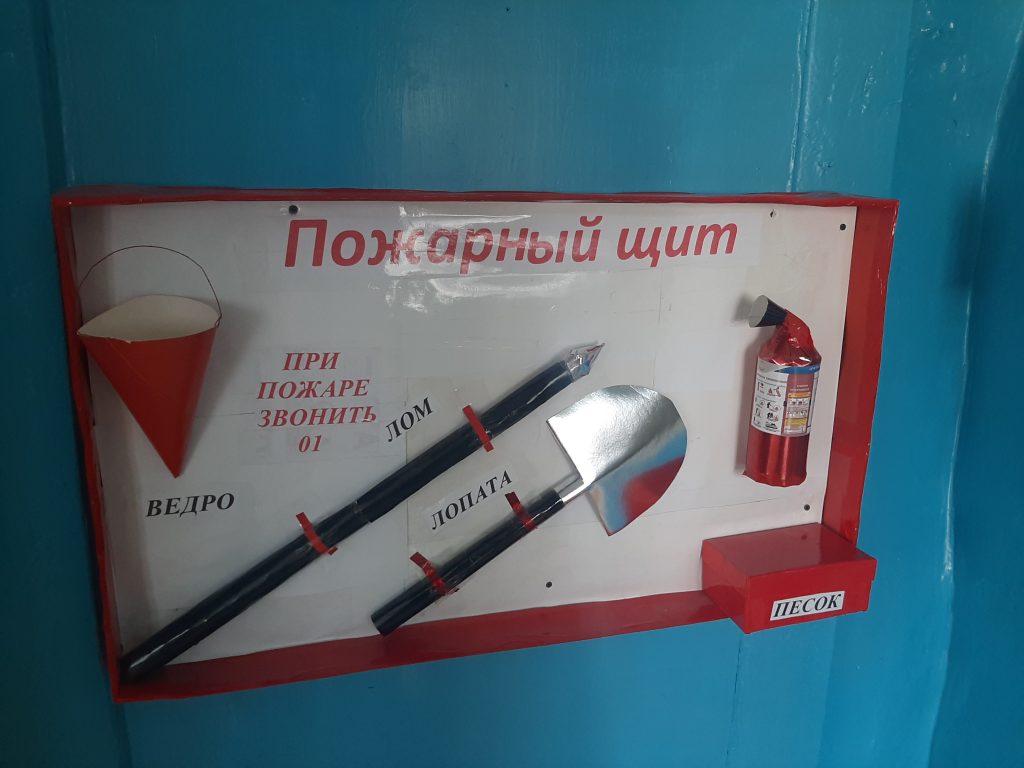 Пожарный щит
ПРИ
ПОЖАРЕ
ЗВОНИТЬ
01
ЛОМ
ЛОПАТА
ВЕДРО
ПЕСОК